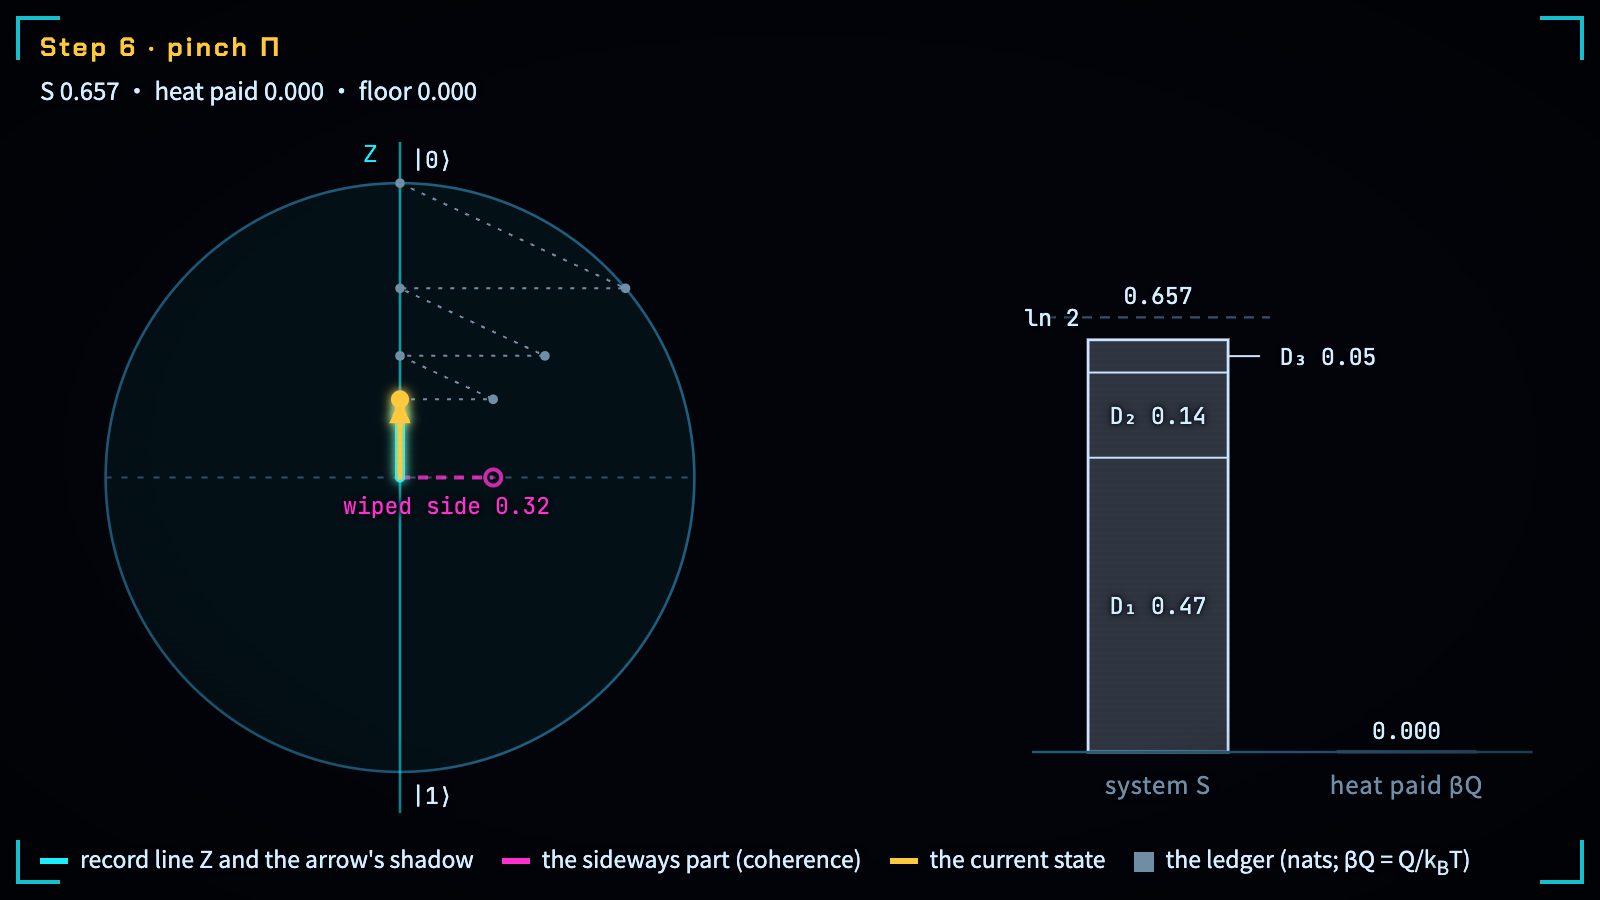 Step 6 · pinch Π
S 0.657 • heat paid 0.000 • floor 0.000
Z
|0⟩
wiped side 0.32
|1⟩
0.657
ln 2
D₃ 0.05
D₂ 0.14
D₁ 0.47
0.000
system S
heat paid βQ
record line Z and the arrow's shadow
the sideways part (coherence)
the current state
the ledger (nats; βQ = Q/k_BT)